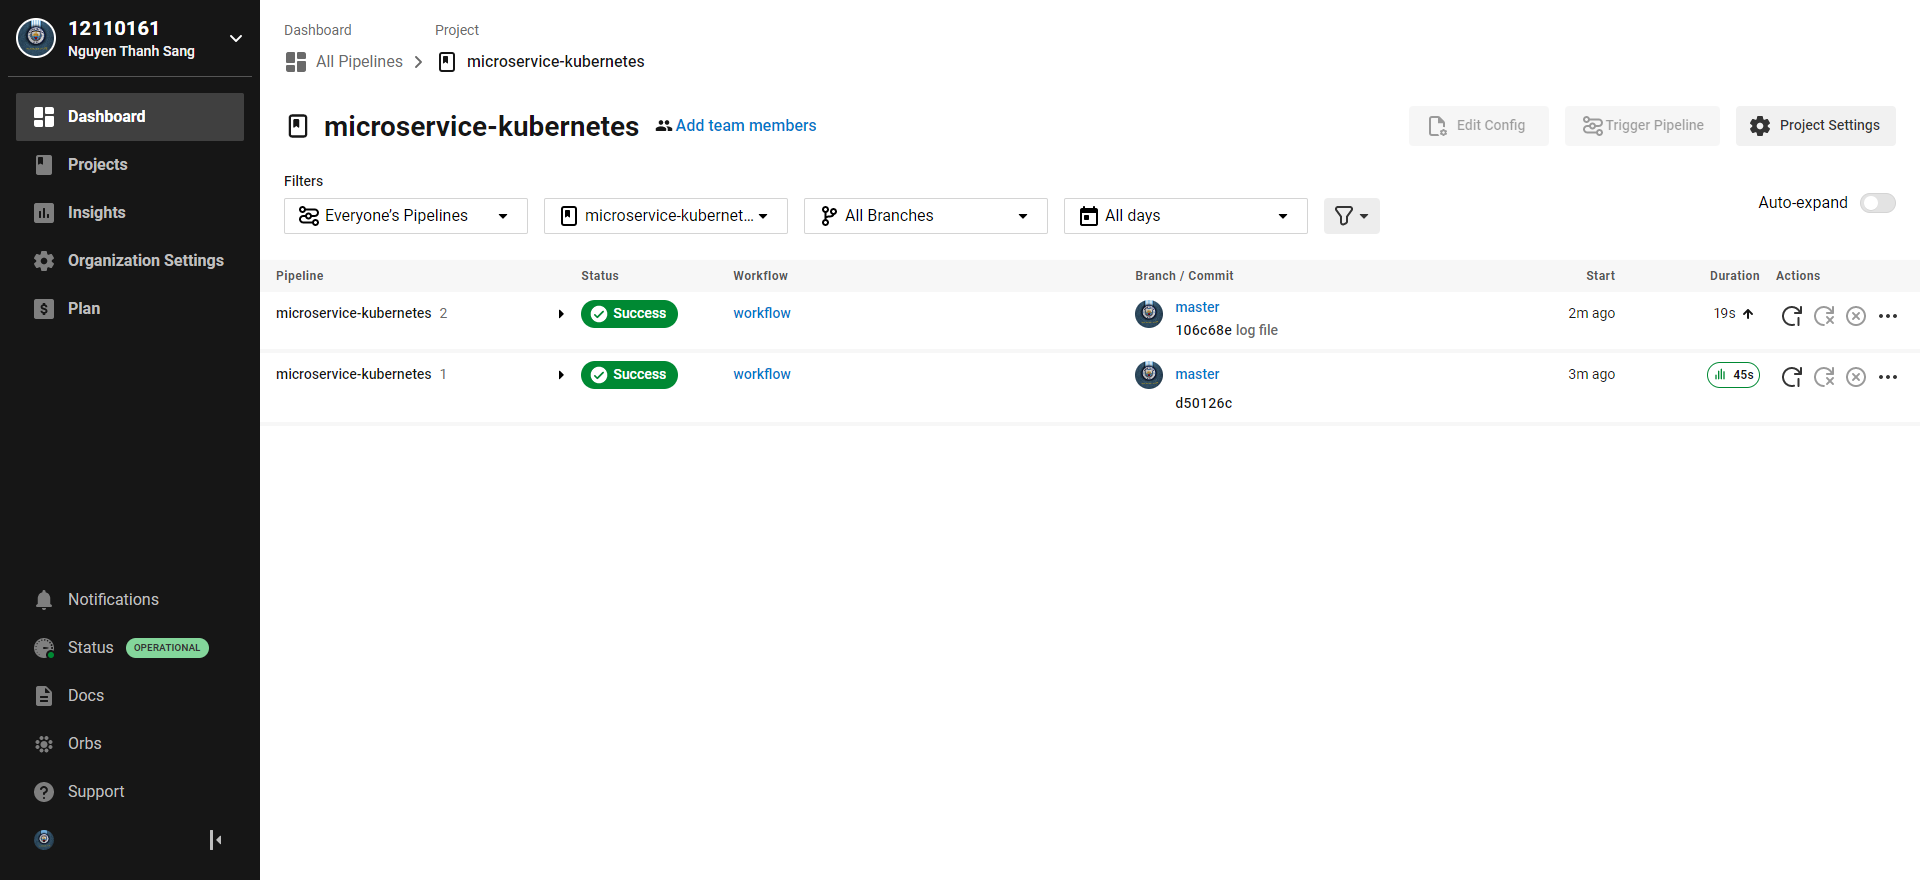 12110161
Nguyen Thanh Sang
Dashboard
Projects
Insights
Organization Settings
Plan
Notifications
Status OPERATIONAL
Docs
Orbs
Support
Dashboard Project
All Pipelines microservice-kubernetes
microservice-kubernetes Add team members
Edit Config Trigger Pipeline Project Settings
Filters
Everyone’s Pipelines microservice-kubernet... All Branches All days
Auto-expand
Pipeline Status Workflow Branch / Commit Start Duration Actions
microservice-kubernetes 2 Success workflow master 2m ago 19s
106c68e log file
microservice-kubernetes 1 Success workflow master 3m ago 45s
d50126c